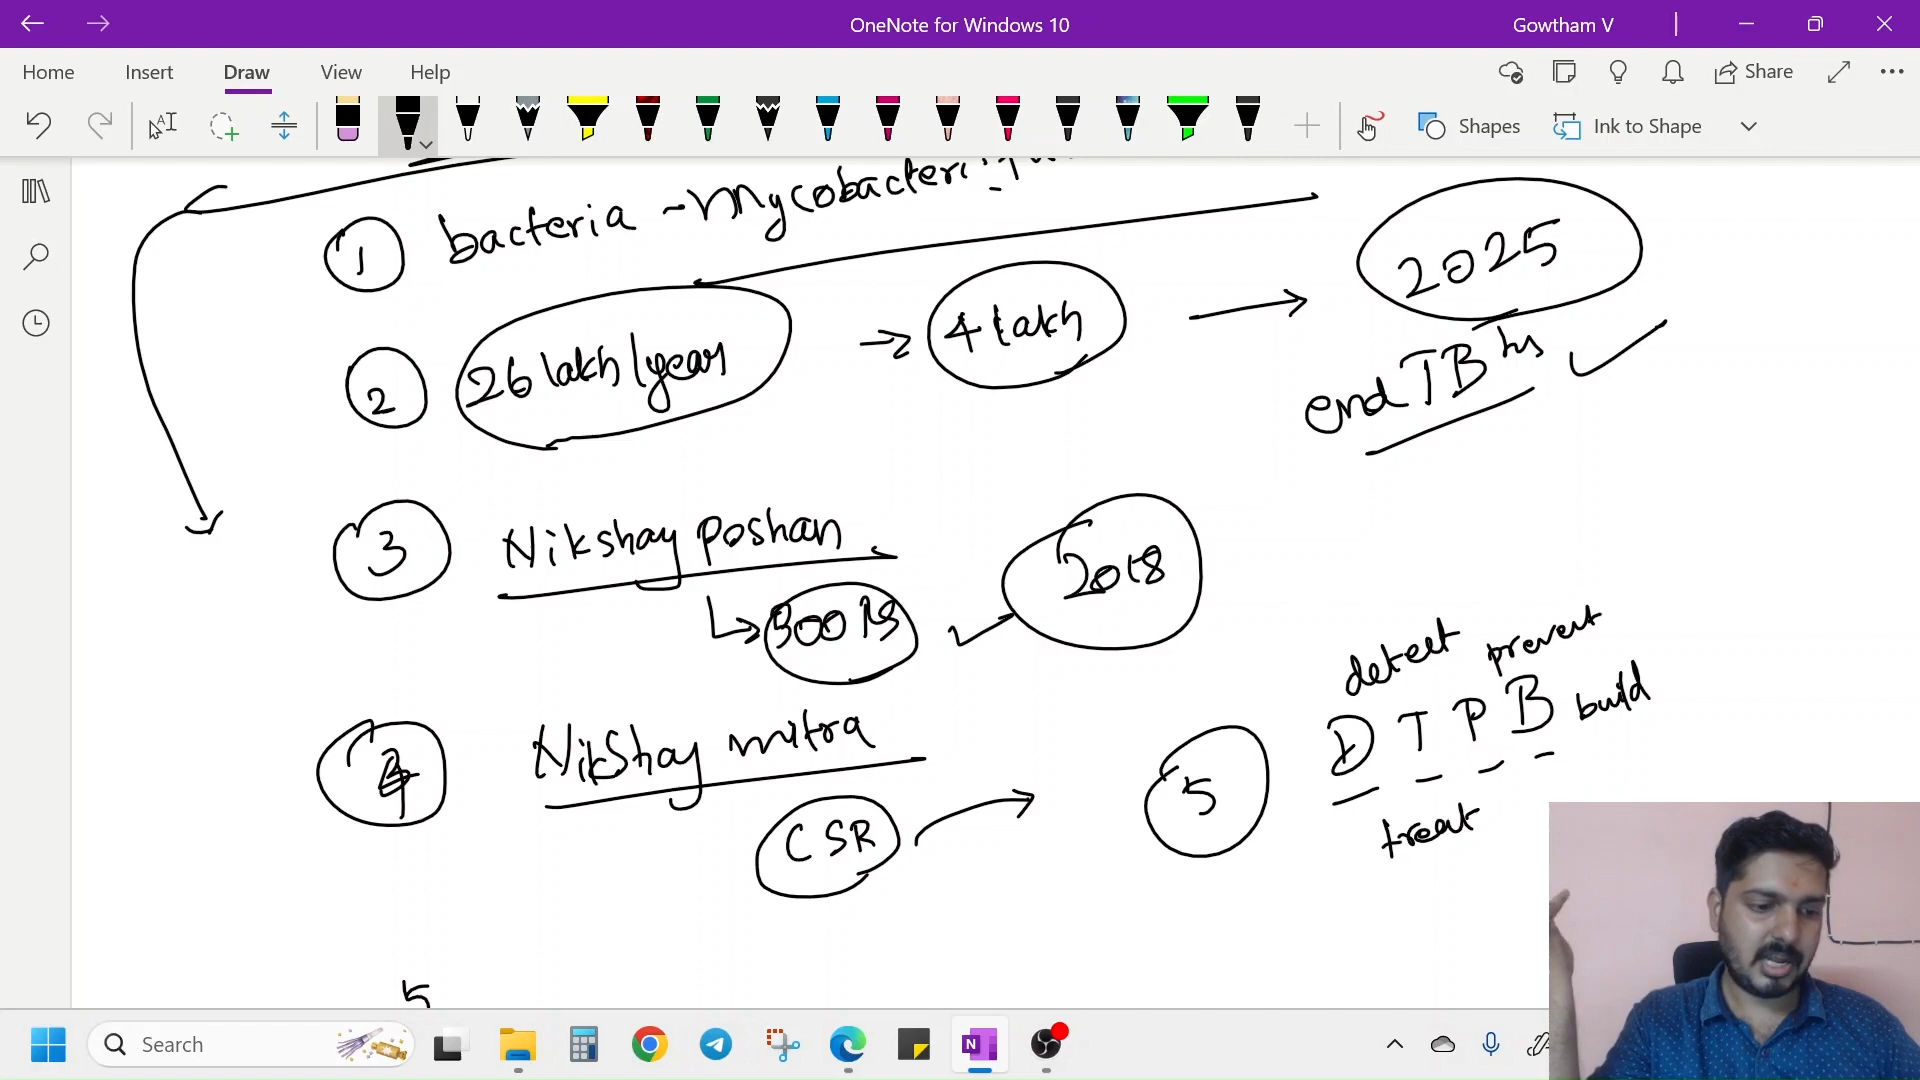 OneNote for Windows 10
Gowtham V
Home Insert Draw View Help
Share
Shapes
Ink to Shape
1 bacteria - Mycobacteri
2 26 lakh/year → 4 lakh → 2025
end TB
3 Nikshay poshan
500 Rs 2018
detect prevent
4 Nikshay mitra
5 D T P B build
CSR
treat
5
Search
N